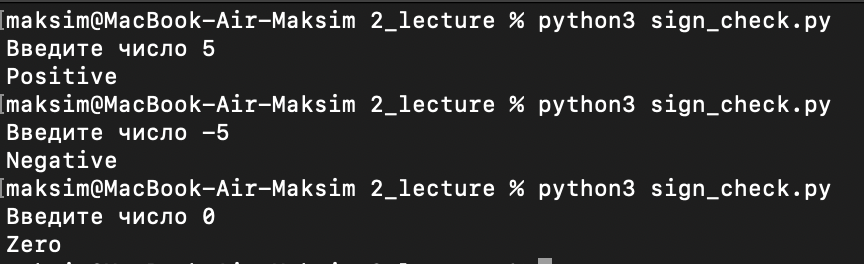 maksim@MacBook-Air-Maksim 2_lecture % python3 sign_check.py
Введите число 5
Positive
maksim@MacBook-Air-Maksim 2_lecture % python3 sign_check.py
Введите число -5
Negative
maksim@MacBook-Air-Maksim 2_lecture % python3 sign_check.py
Введите число 0
Zero